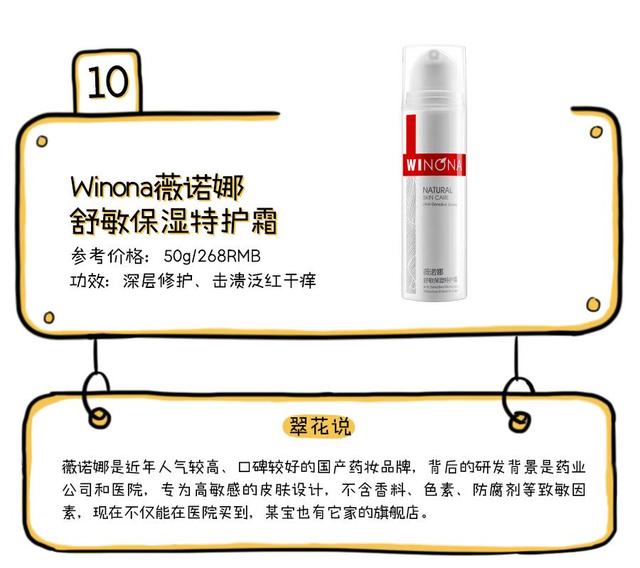 10
Winona薇诺娜
舒敏保湿特护霜
参考价格：50g/268RMB
功效：深层修护、击溃泛红干痒
WINONA
NATURAL
SKIN CARE
薇诺娜
舒敏保湿特护霜
翠花说
薇诺娜是近年人气较高、口碑较好的国产药妆品牌，背后的研发背景是药业
公司和医院，专为高敏感的皮肤设计，不含香料、色素、防腐剂等致敏因
素，现在不仅能在医院买到，某宝也有它家的旗舰店。